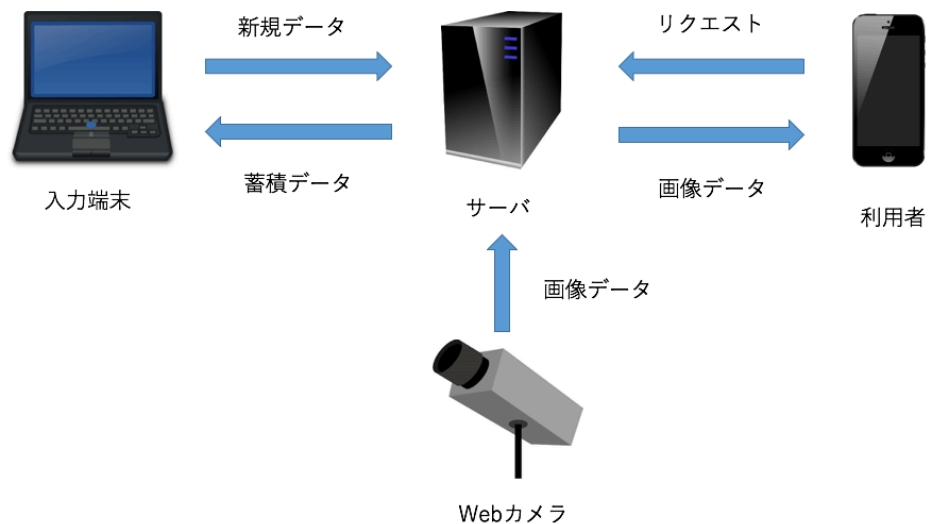 新規データ
リクエスト
蓄積データ
画像データ
入力端末
サーバ
利用者
画像データ
Webカメラ